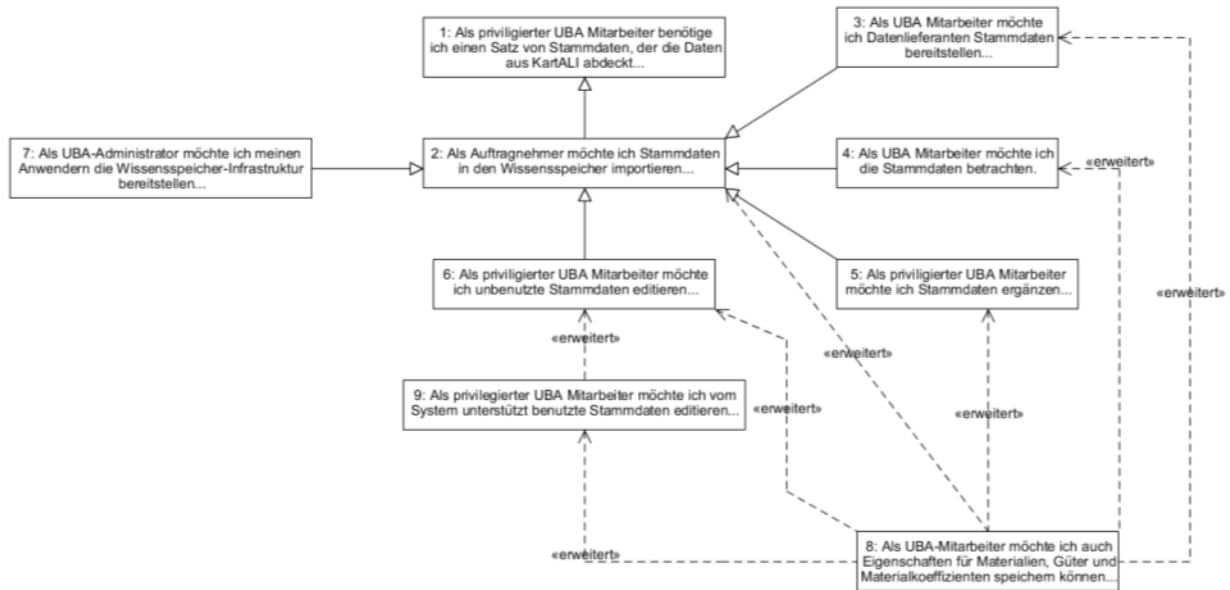 1: Als priviligierter UBA Mitarbeiter benötige
ich einen Satz von Stammdaten, der die Daten
aus KartALI abdeckt...
3: Als UBA Mitarbeiter möchte
ich Datenlieferanten Stammdaten
bereitstellen...
7: Als UBA-Administrator möchte ich meinen
Anwendern die Wissensspeicher-Infrastruktur
bereitstellen...
2: Als Auftragnehmer möchte ich Stammdaten
in den Wissensspeicher importieren...
4: Als UBA Mitarbeiter möchte ich
die Stammdaten betrachten.
«erweitert»
6: Als priviligierter UBA Mitarbeiter möchte
ich unbenutzte Stammdaten editieren...
5: Als priviligierter UBA Mitarbeiter
möchte ich Stammdaten ergänzen...
«erweitert»
«erweitert»
«erweitert»
9: Als privilegierter UBA Mitarbeiter möchte ich vom
System unterstützt benutzte Stammdaten editieren...
«erweitert»
«erweitert»
«erweitert»
8: Als UBA-Mitarbeiter möchte ich auch
Eigenschaften für Materialien, Güter und
Materialkoeffizienten speichern können...